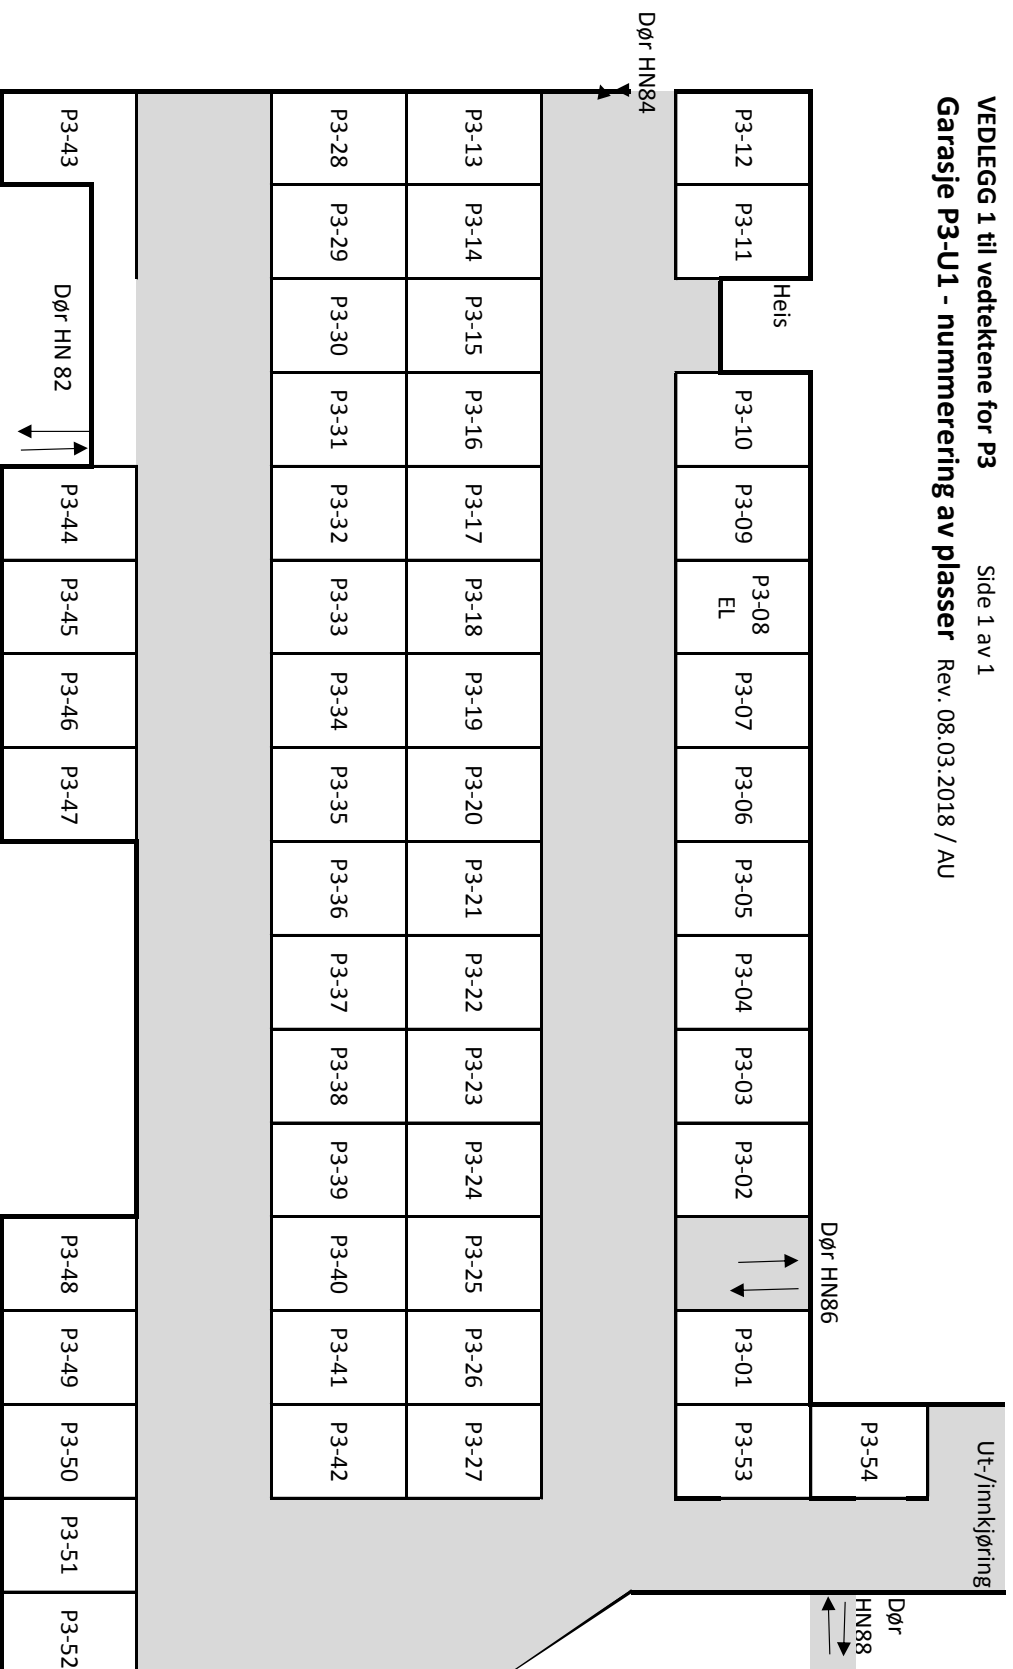 VEDLEGG 1 til vedtektene for P3 Side 1 av 1
Garasje P3-U1 - nummerering av plasser Rev. 08.03.2018 / AU
Ut-/innkjøring
P3-54
Dør
HN88
Dør HN86
Heis
P3-12
P3-11
P3-10
P3-09
P3-08
EL
P3-07
P3-06
P3-05
P3-04
P3-03
P3-02
P3-01
P3-53
Dør HN84
P3-13
P3-14
P3-15
P3-16
P3-17
P3-18
P3-19
P3-20
P3-21
P3-22
P3-23
P3-24
P3-25
P3-26
P3-27
P3-28
P3-29
P3-30
P3-31
P3-32
P3-33
P3-34
P3-35
P3-36
P3-37
P3-38
P3-39
P3-40
P3-41
P3-42
P3-43
Dør HN 82
P3-44
P3-45
P3-46
P3-47
P3-48
P3-49
P3-50
P3-51
P3-52